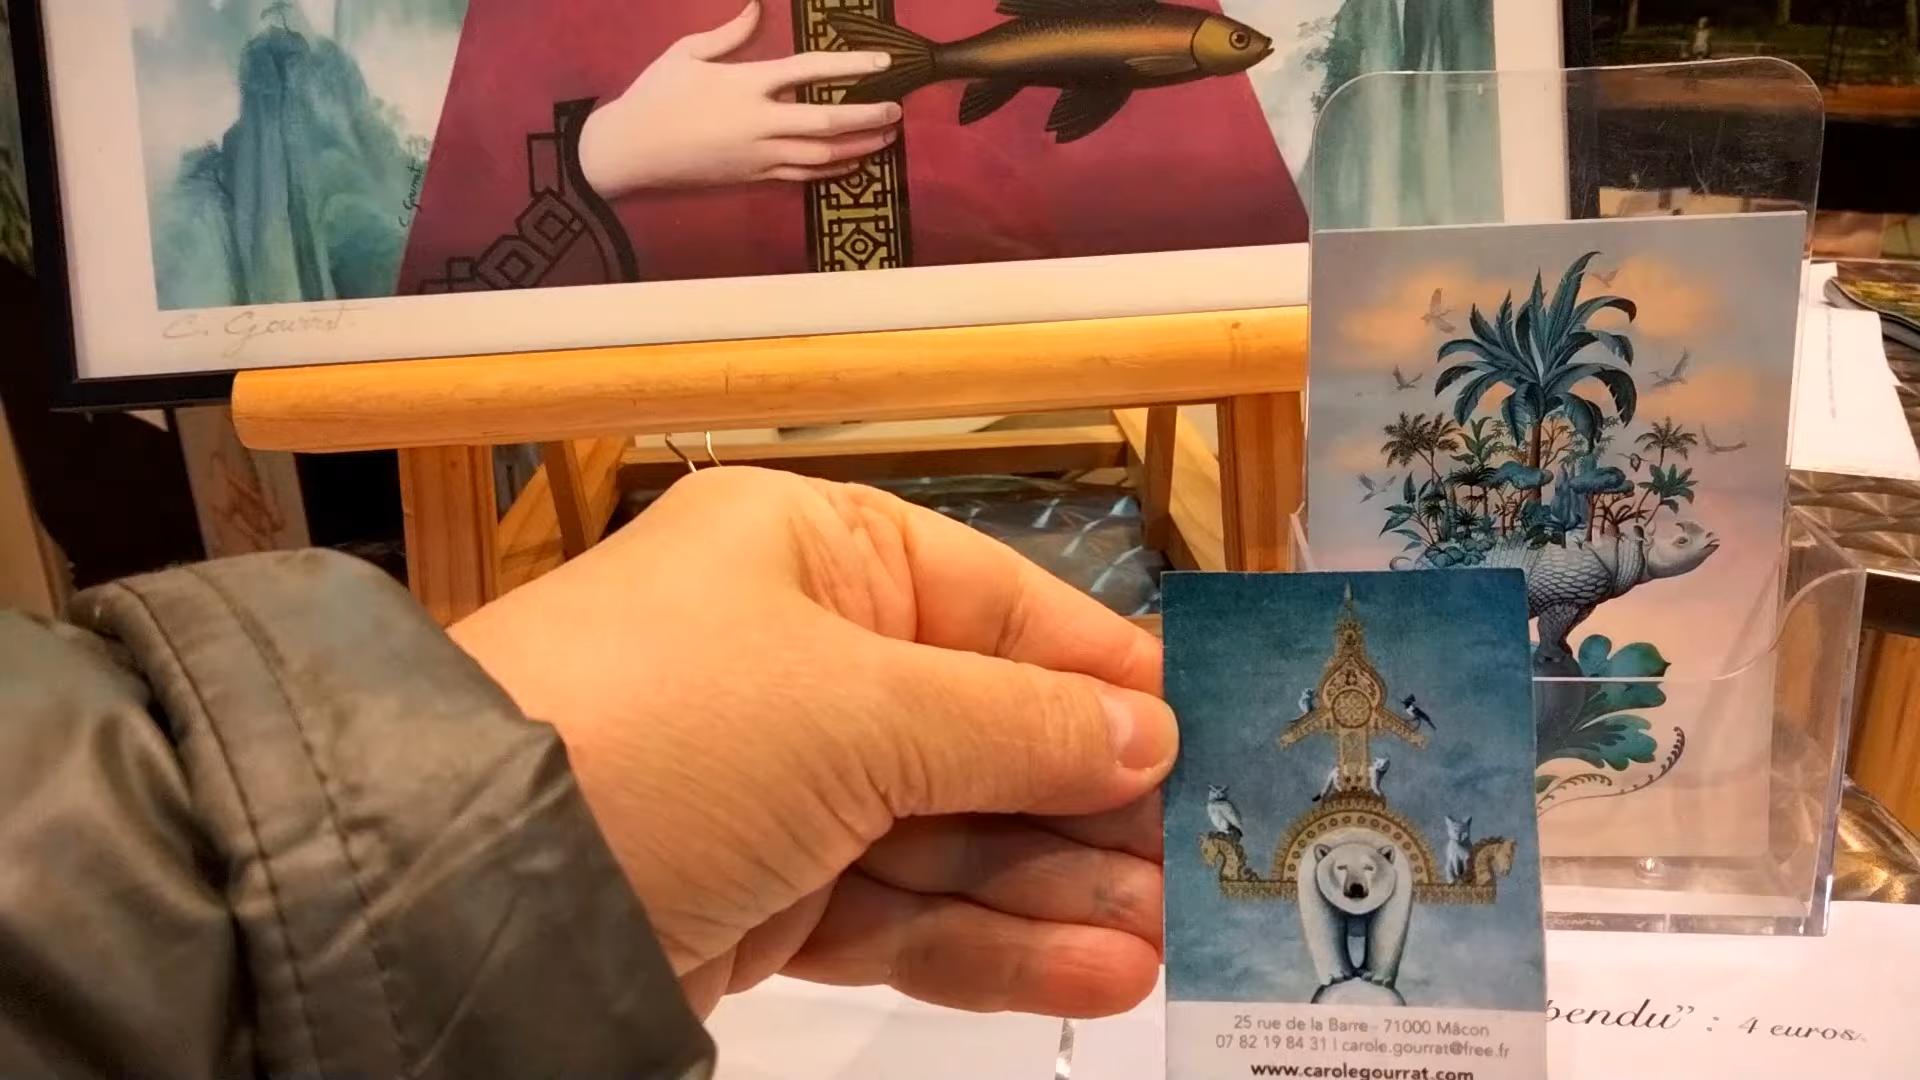 C. Gourrat
C. Gourrat
25 rue de la Barre - 71000 Mâcon
07 82 19 84 31 | carole.gourrat@free.fr
www.carolegourrat.com
pendu" : 4 euros.